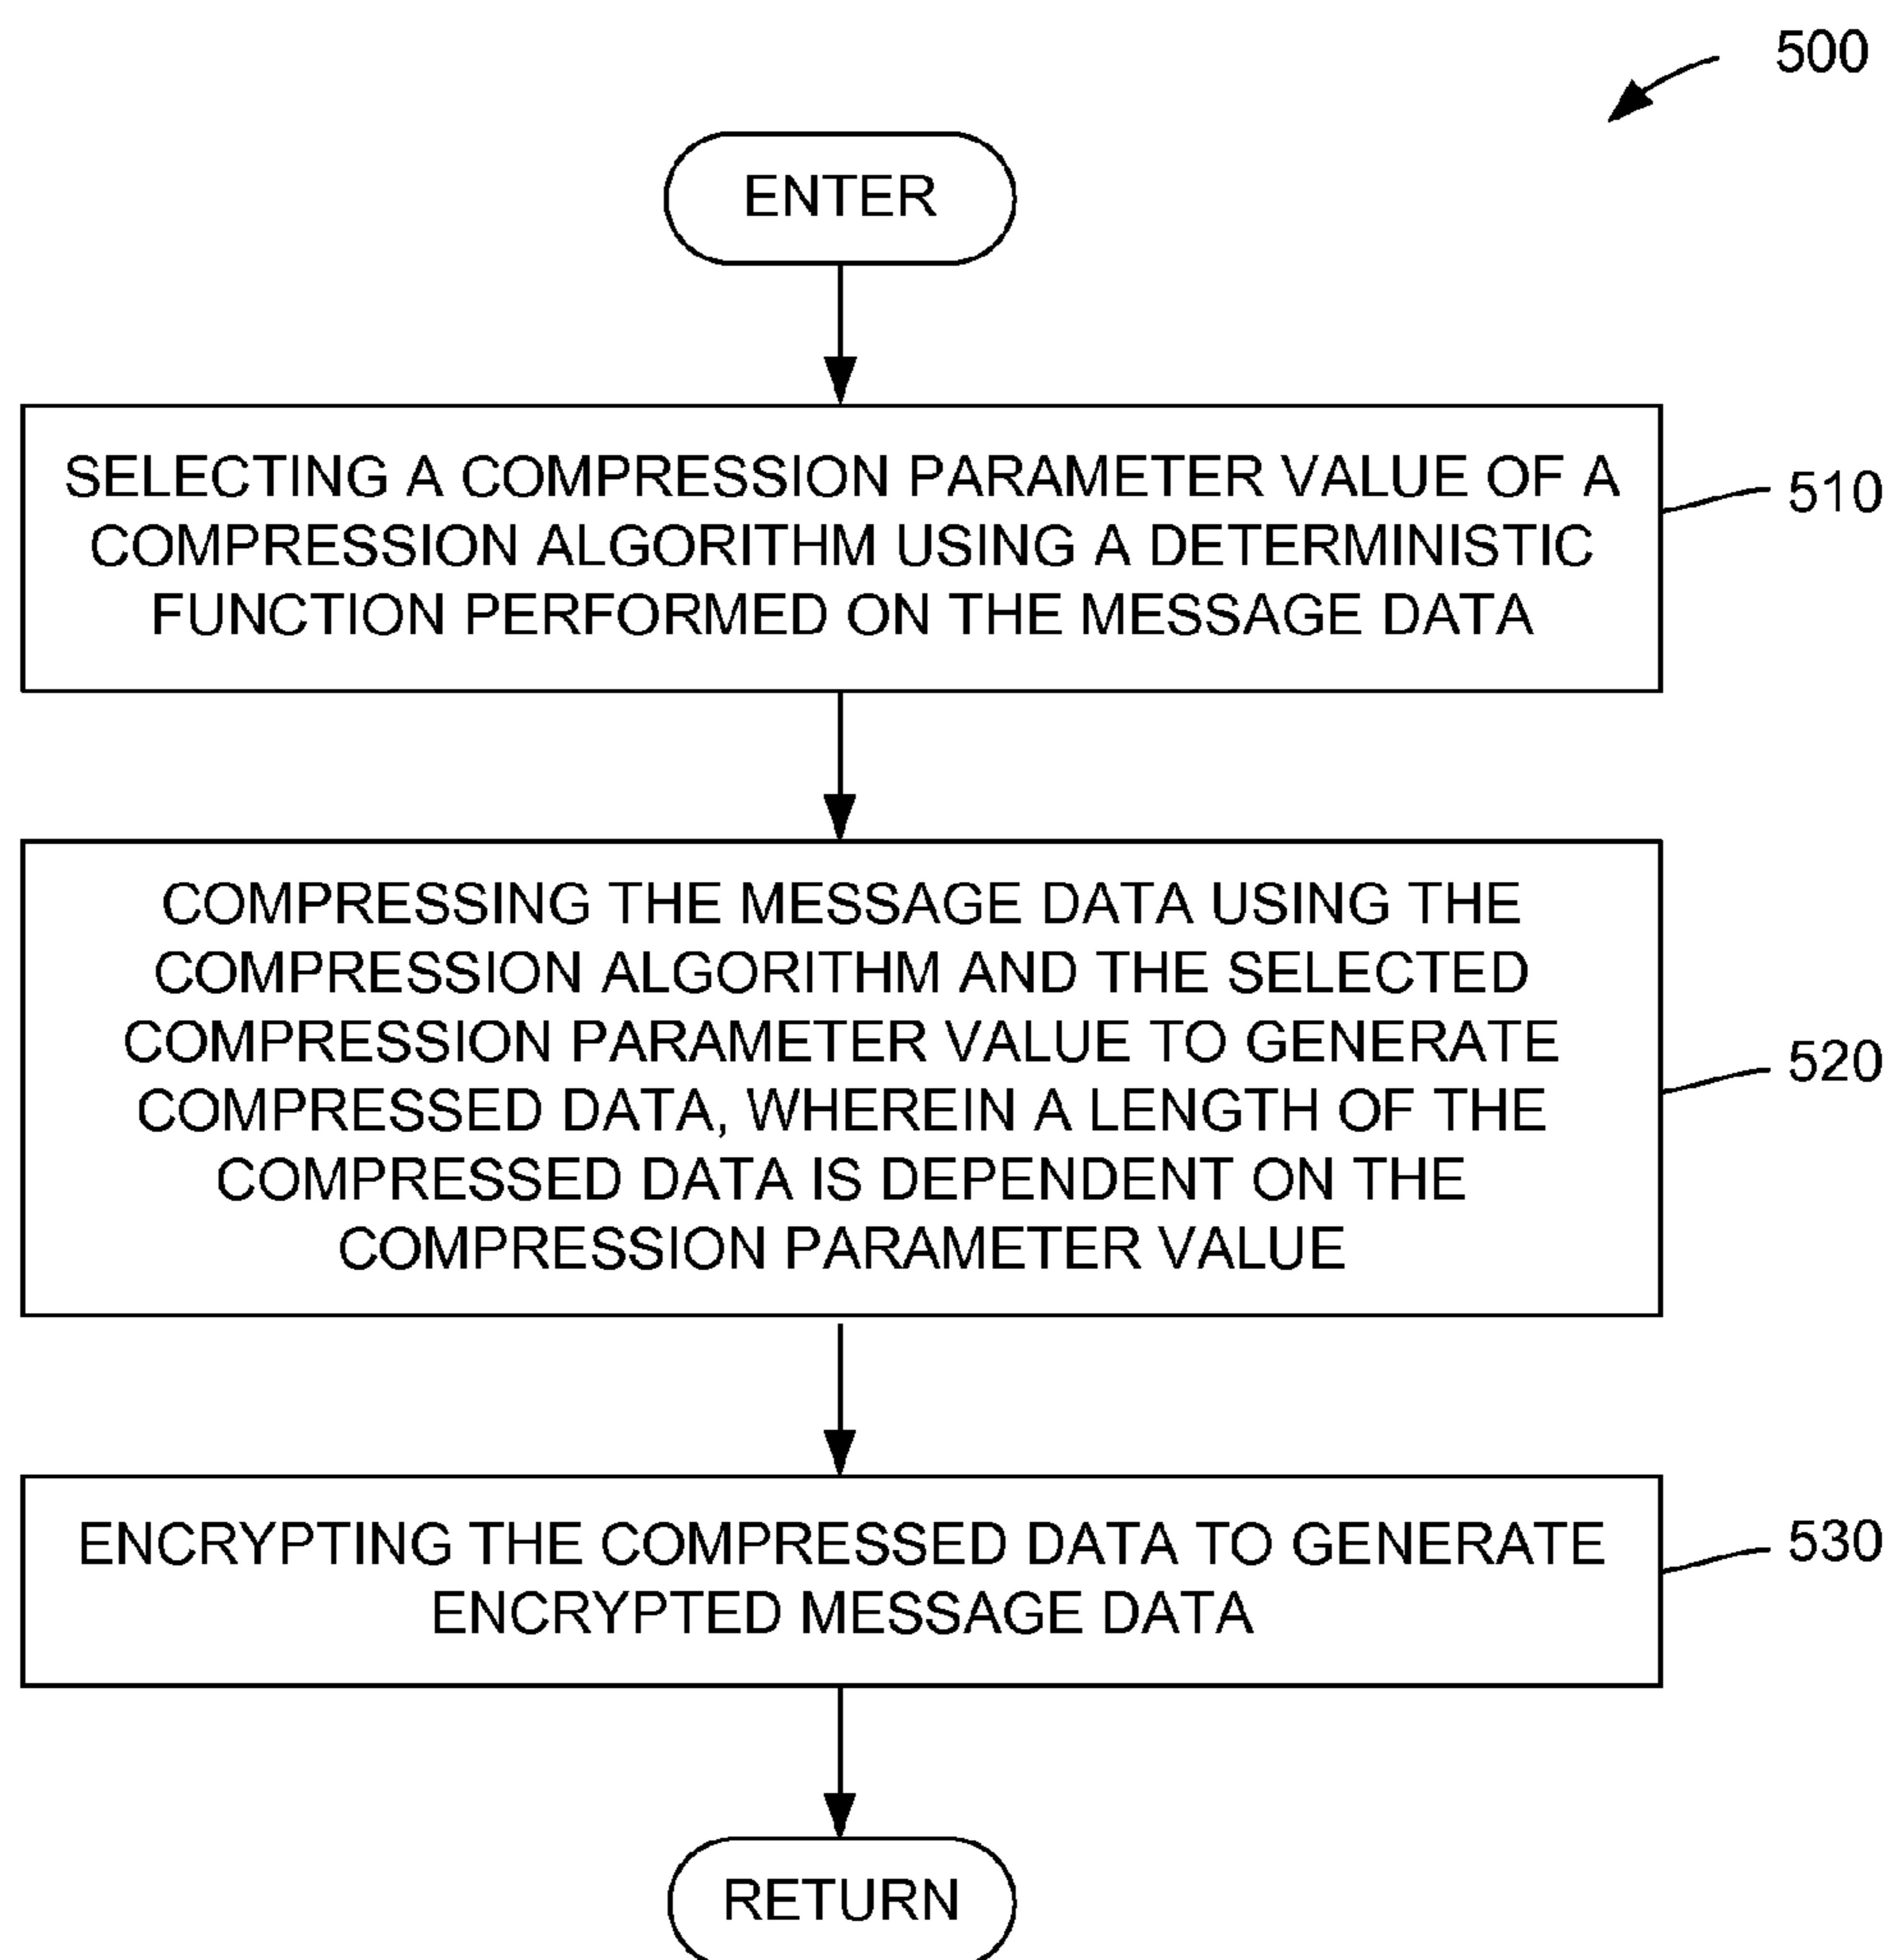 500
ENTER
SELECTING A COMPRESSION PARAMETER VALUE OF A
COMPRESSION ALGORITHM USING A DETERMINISTIC
FUNCTION PERFORMED ON THE MESSAGE DATA
510
COMPRESSING THE MESSAGE DATA USING THE
COMPRESSION ALGORITHM AND THE SELECTED
COMPRESSION PARAMETER VALUE TO GENERATE
COMPRESSED DATA, WHEREIN A LENGTH OF THE
COMPRESSED DATA IS DEPENDENT ON THE
COMPRESSION PARAMETER VALUE
520
ENCRYPTING THE COMPRESSED DATA TO GENERATE
ENCRYPTED MESSAGE DATA
530
RETURN